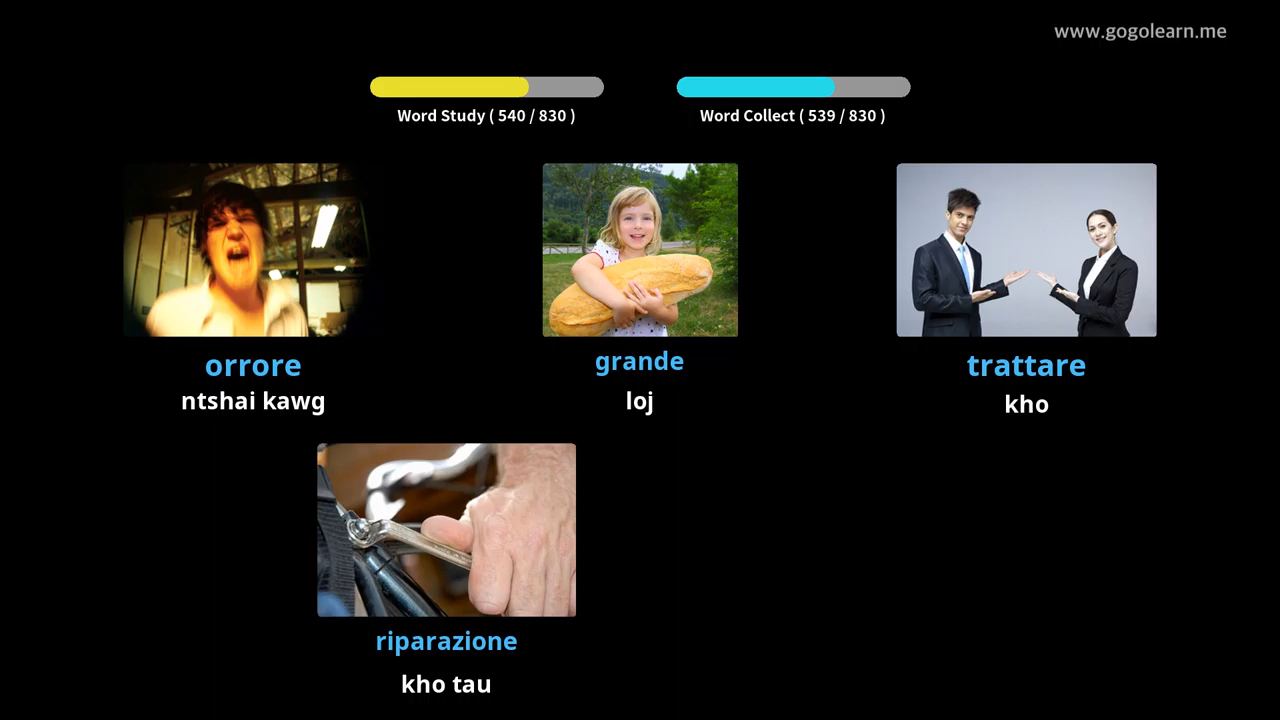 www.gogolearn.me
Word Study ( 540 / 830 )
Word Collect ( 539 / 830 )
orrore
ntshai kawg
grande
loj
trattare
kho
riparazione
kho tau